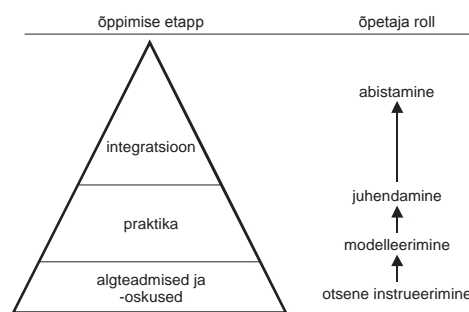 õppimise etapp
õpetaja roll
abistamine
integratsioon
juhendamine
praktika
modelleerimine
algteadmised ja
-oskused
otsene instrueerimine